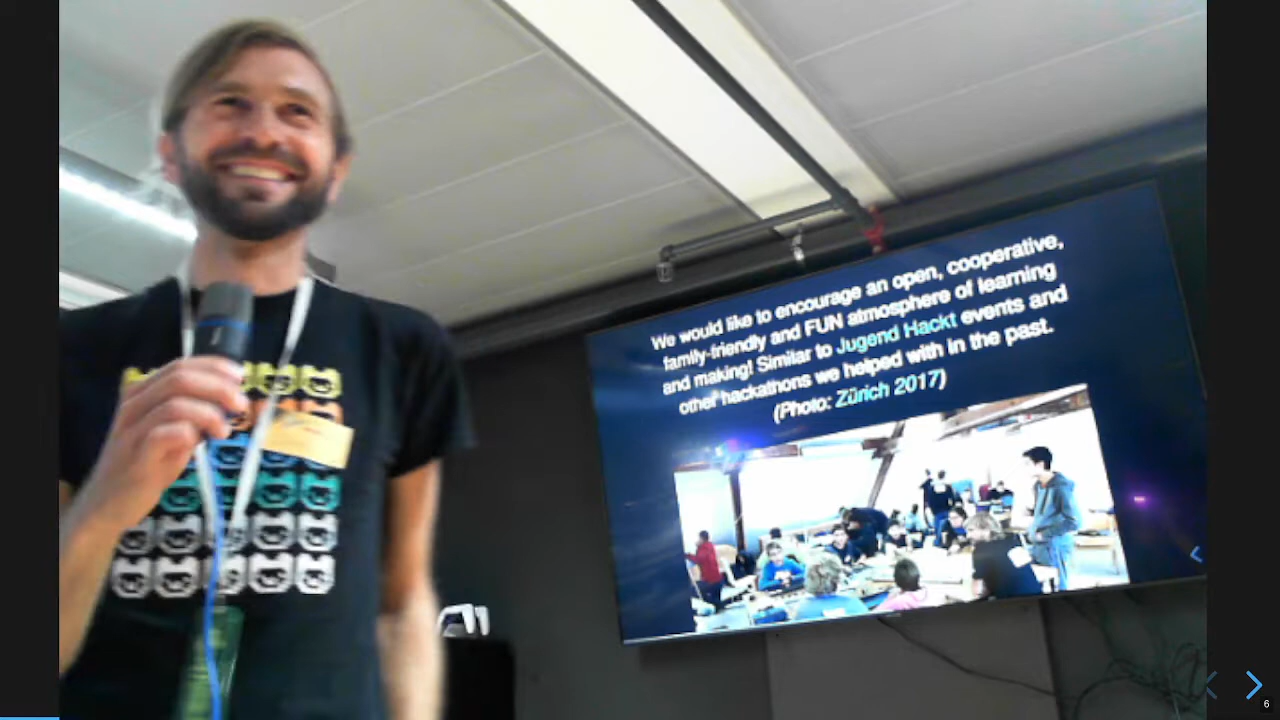 We would like to encourage an open, cooperative,
family-friendly and FUN atmosphere of learning
and making! Similar to Jugend Hackt events and
other hackathons we helped with in the past.
(Photo: Zürich 2017)
6